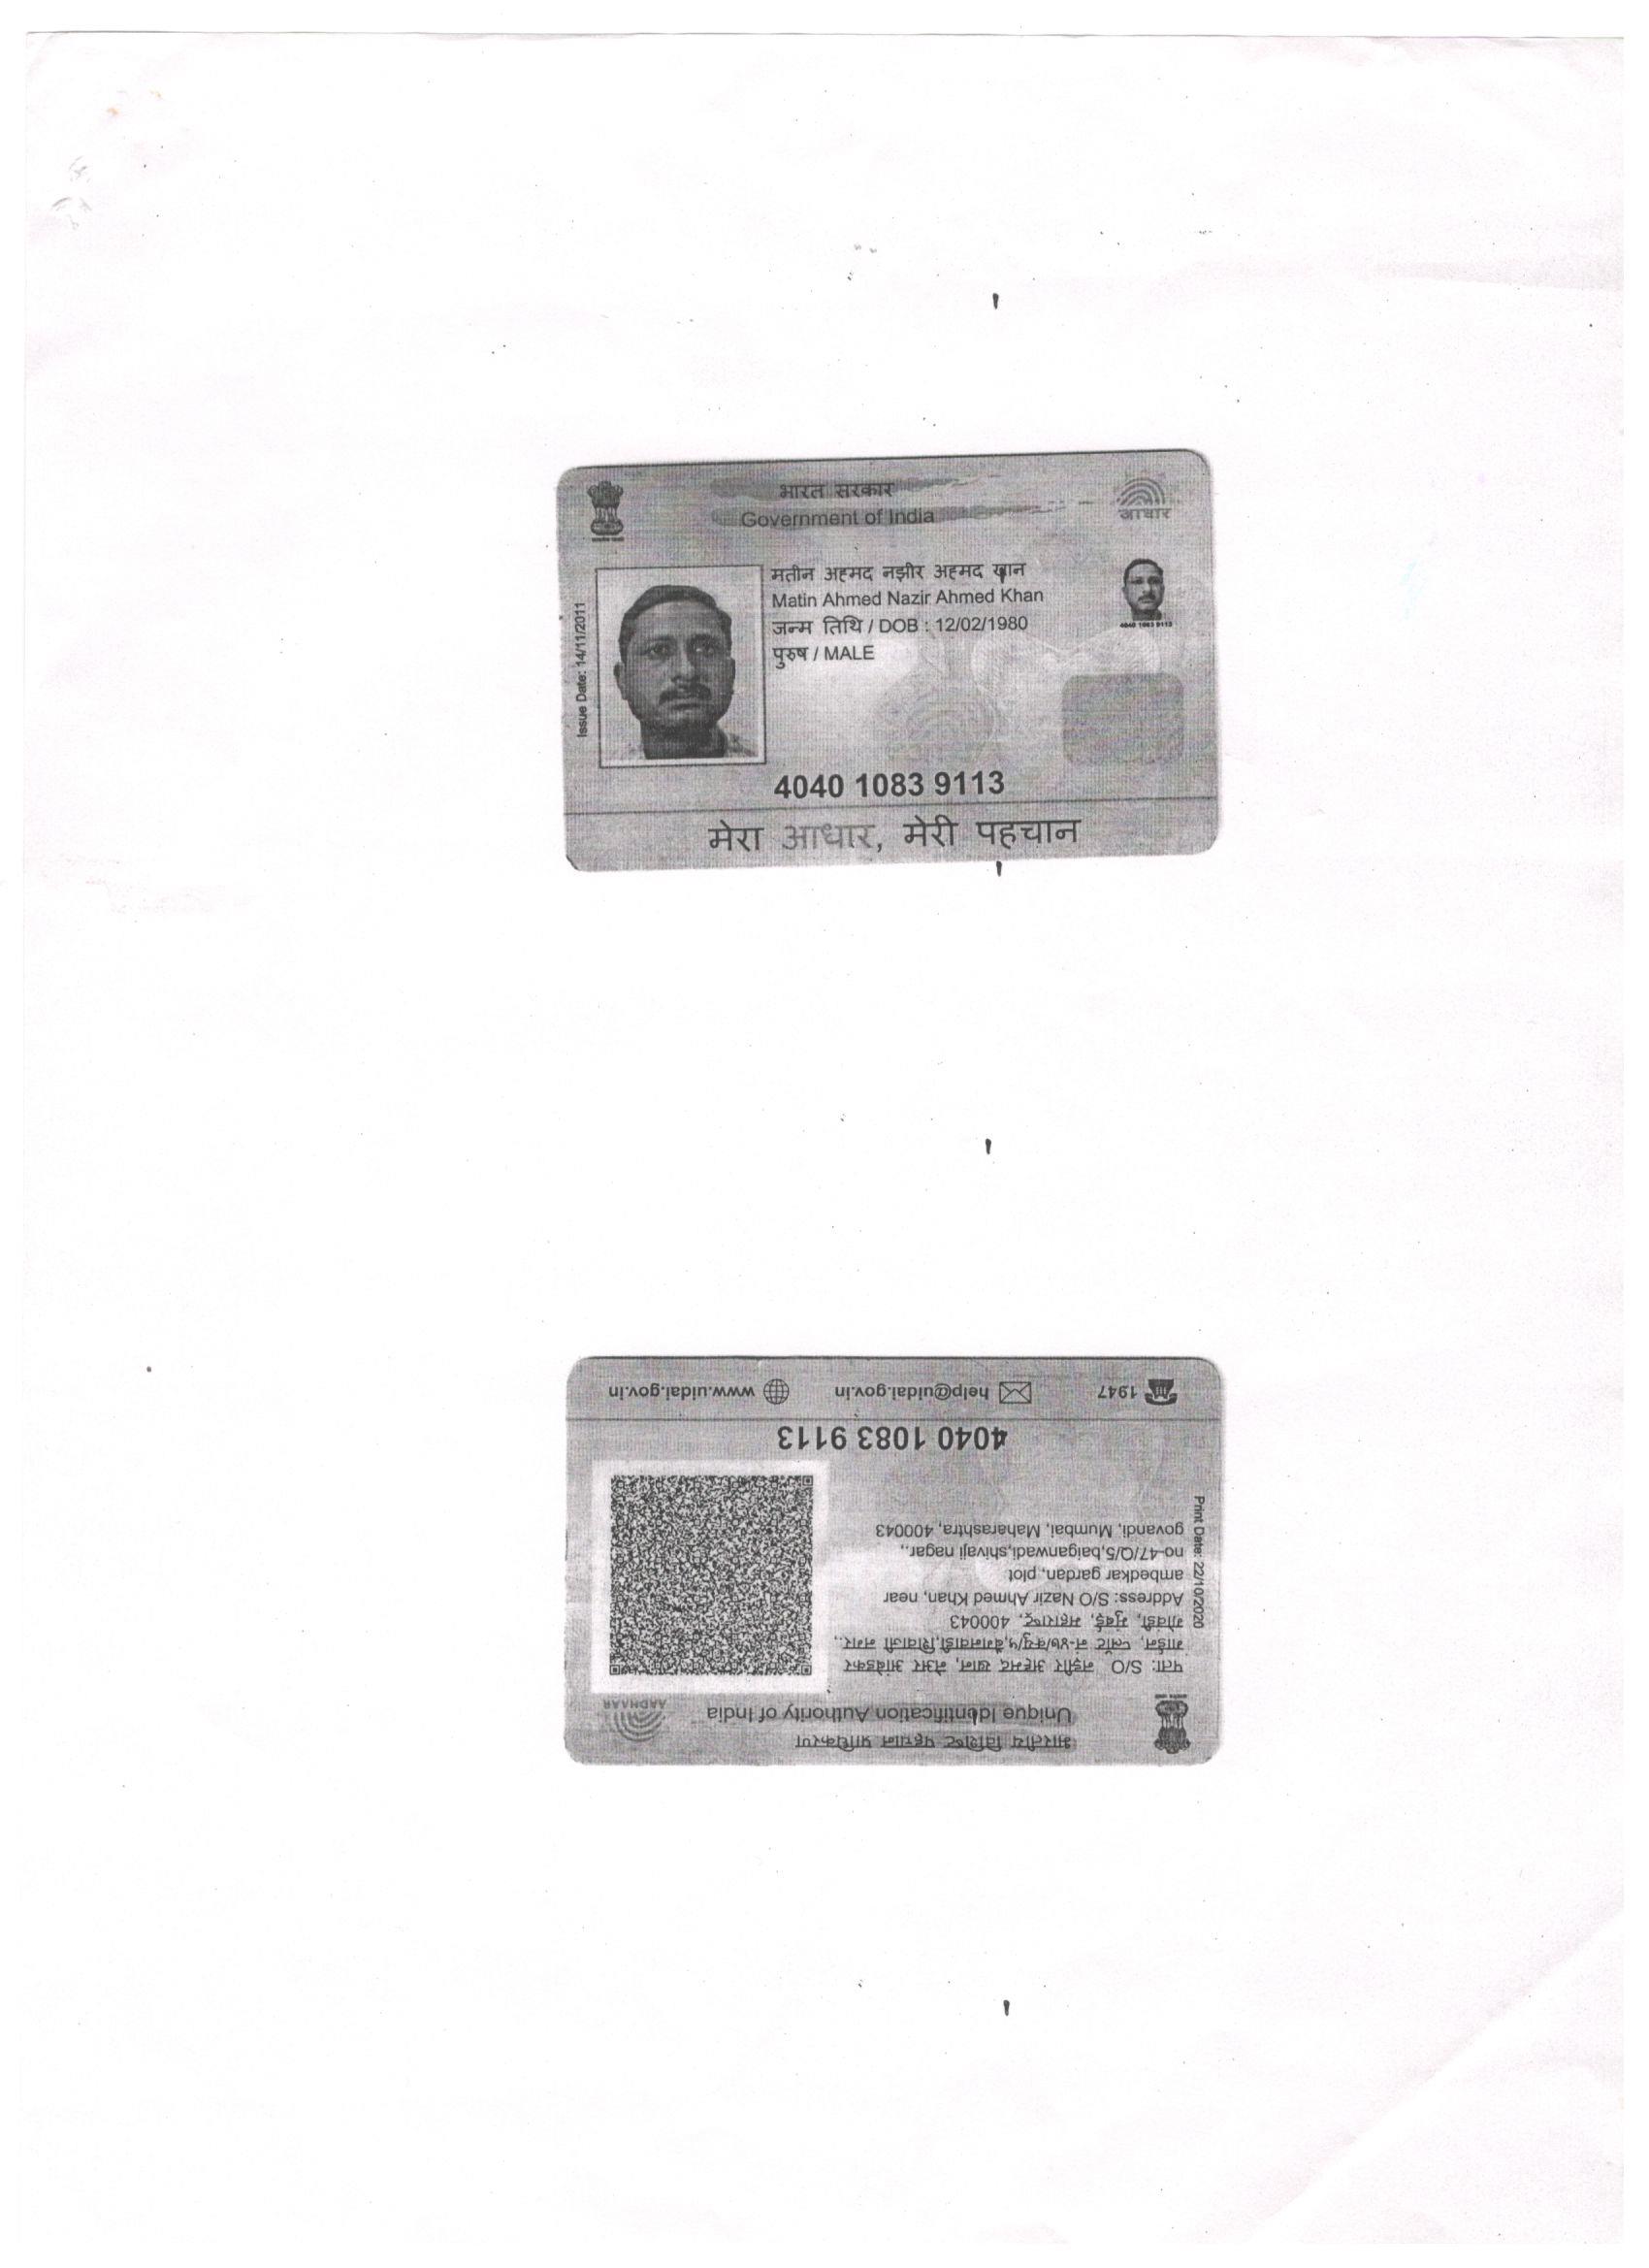 भारत सरकार
Government of India
आधार
Issue Date: 14/11/2011
मतीन अहमद नझीर अहमद खान
Matin Ahmed Nazir Ahmed Khan
जन्म तिथि / DOB : 12/02/1980
पुरुष / MALE
4040 1083 9113
4040 1083 9113
मेरा आधार, मेरी पहचान
भारतीय विशिष्ट पहचान प्राधिकरण
Unique Identification Authority of India
AADHAAR
पता: S/O नझीर अहमद खान, नेअर आंबेडकर
गार्डन, प्लॉट नं-४७/क्यु/५,बैगनवाडी,शिवाजी नगर.,
गोवंडी, मुंबई, महाराष्ट्र, 400043
Address: S/O Nazir Ahmed Khan, near
ambedkar gardan, plot
no-47/Q/5,baiganwadi,shivaji nagar.,
govandi, Mumbai, Maharashtra, 400043
Print Date: 22/10/2020
4040 1083 9113
1947
help@uidai.gov.in
www.uidai.gov.in